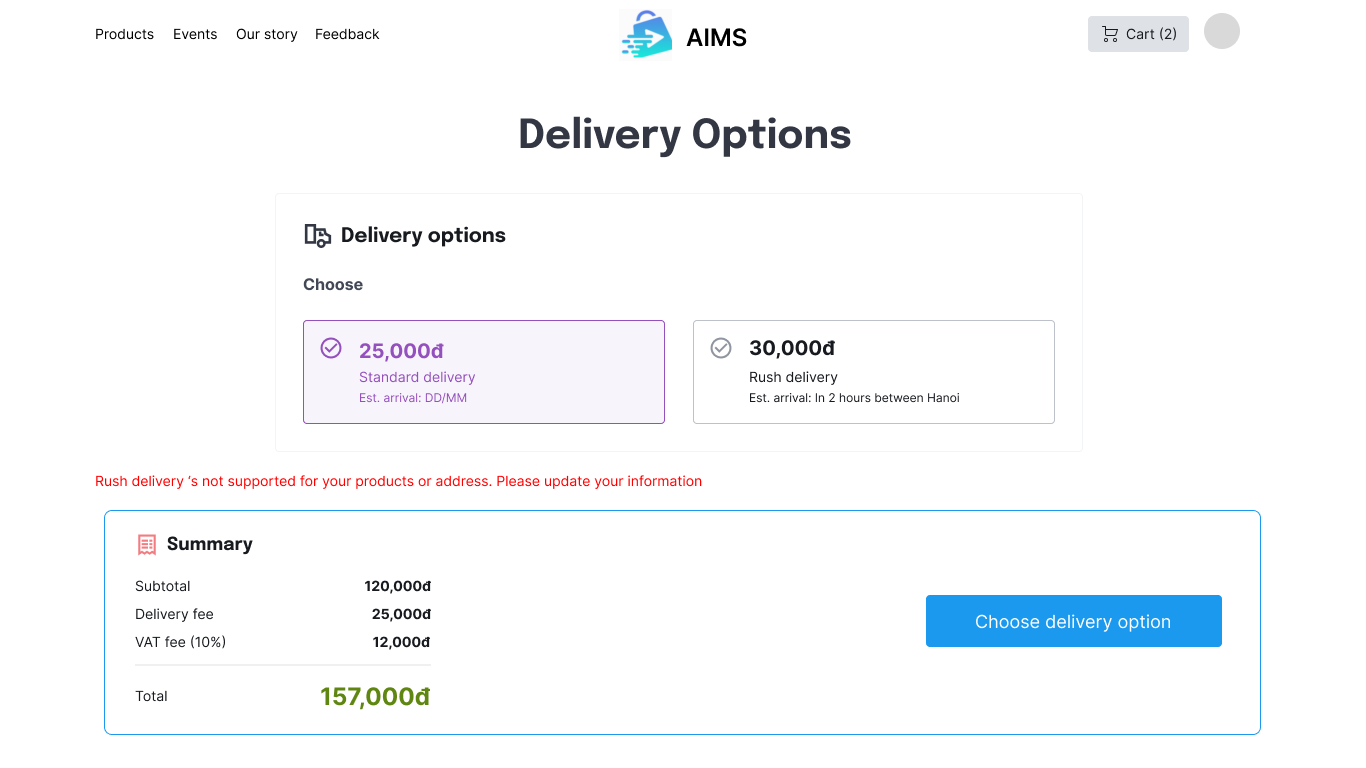 Products Events Our story Feedback
AIMS
Cart (2)
Delivery Options
Delivery options
Choose
25,000đ
Standard delivery
Est. arrival: DD/MM
30,000đ
Rush delivery
Est. arrival: In 2 hours between Hanoi
Rush delivery ‘s not supported for your products or address. Please update your information
Summary
Subtotal 120,000đ
Delivery fee 25,000đ
VAT fee (10%) 12,000đ
Total 157,000đ
Choose delivery option